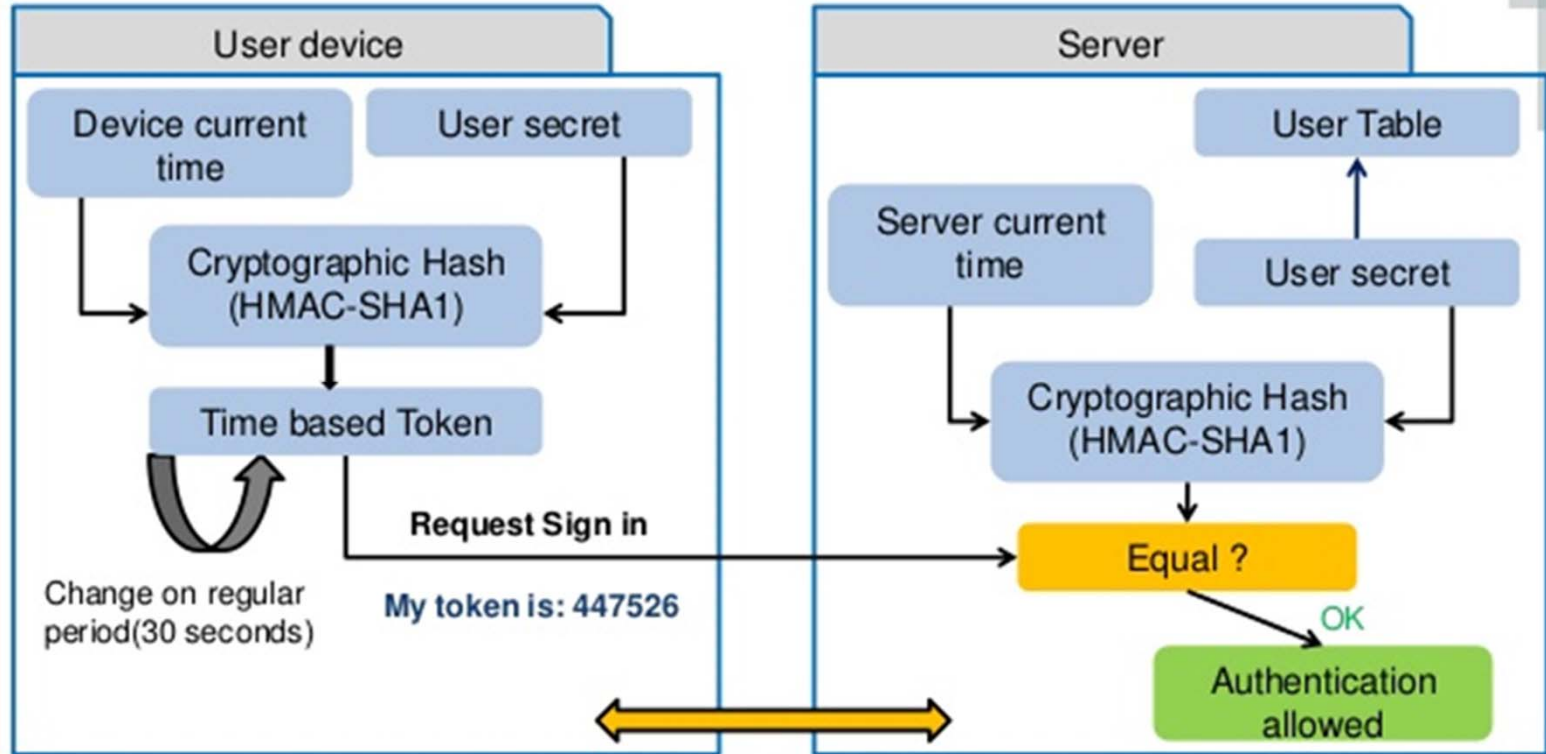 User device
Device current
time
User secret
Cryptographic Hash
(HMAC-SHA1)
Time based Token
Change on regular
period(30 seconds)
Request Sign in
My token is: 447526
Server
User Table
Server current
time
User secret
Cryptographic Hash
(HMAC-SHA1)
Equal ?
OK
Authentication
allowed